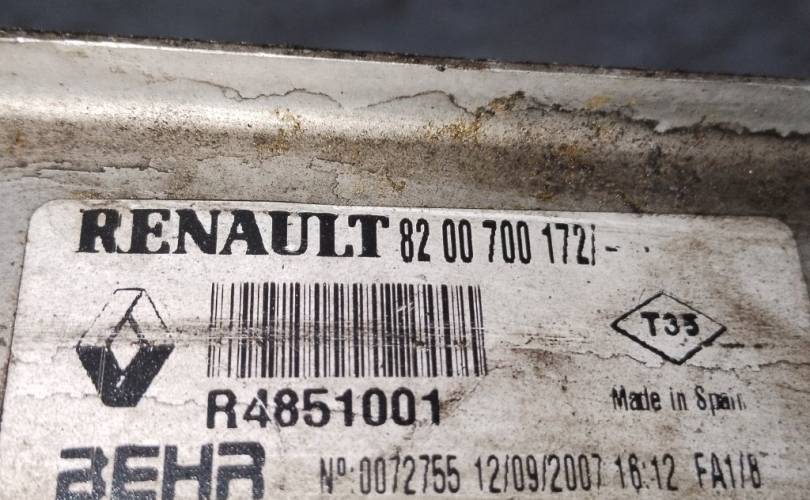 RENAULT 82 00 700 172/-
T35
R4851001
Made in Spain
BEHR Nº:0072755 12/09/2007 16:12 FA1/8